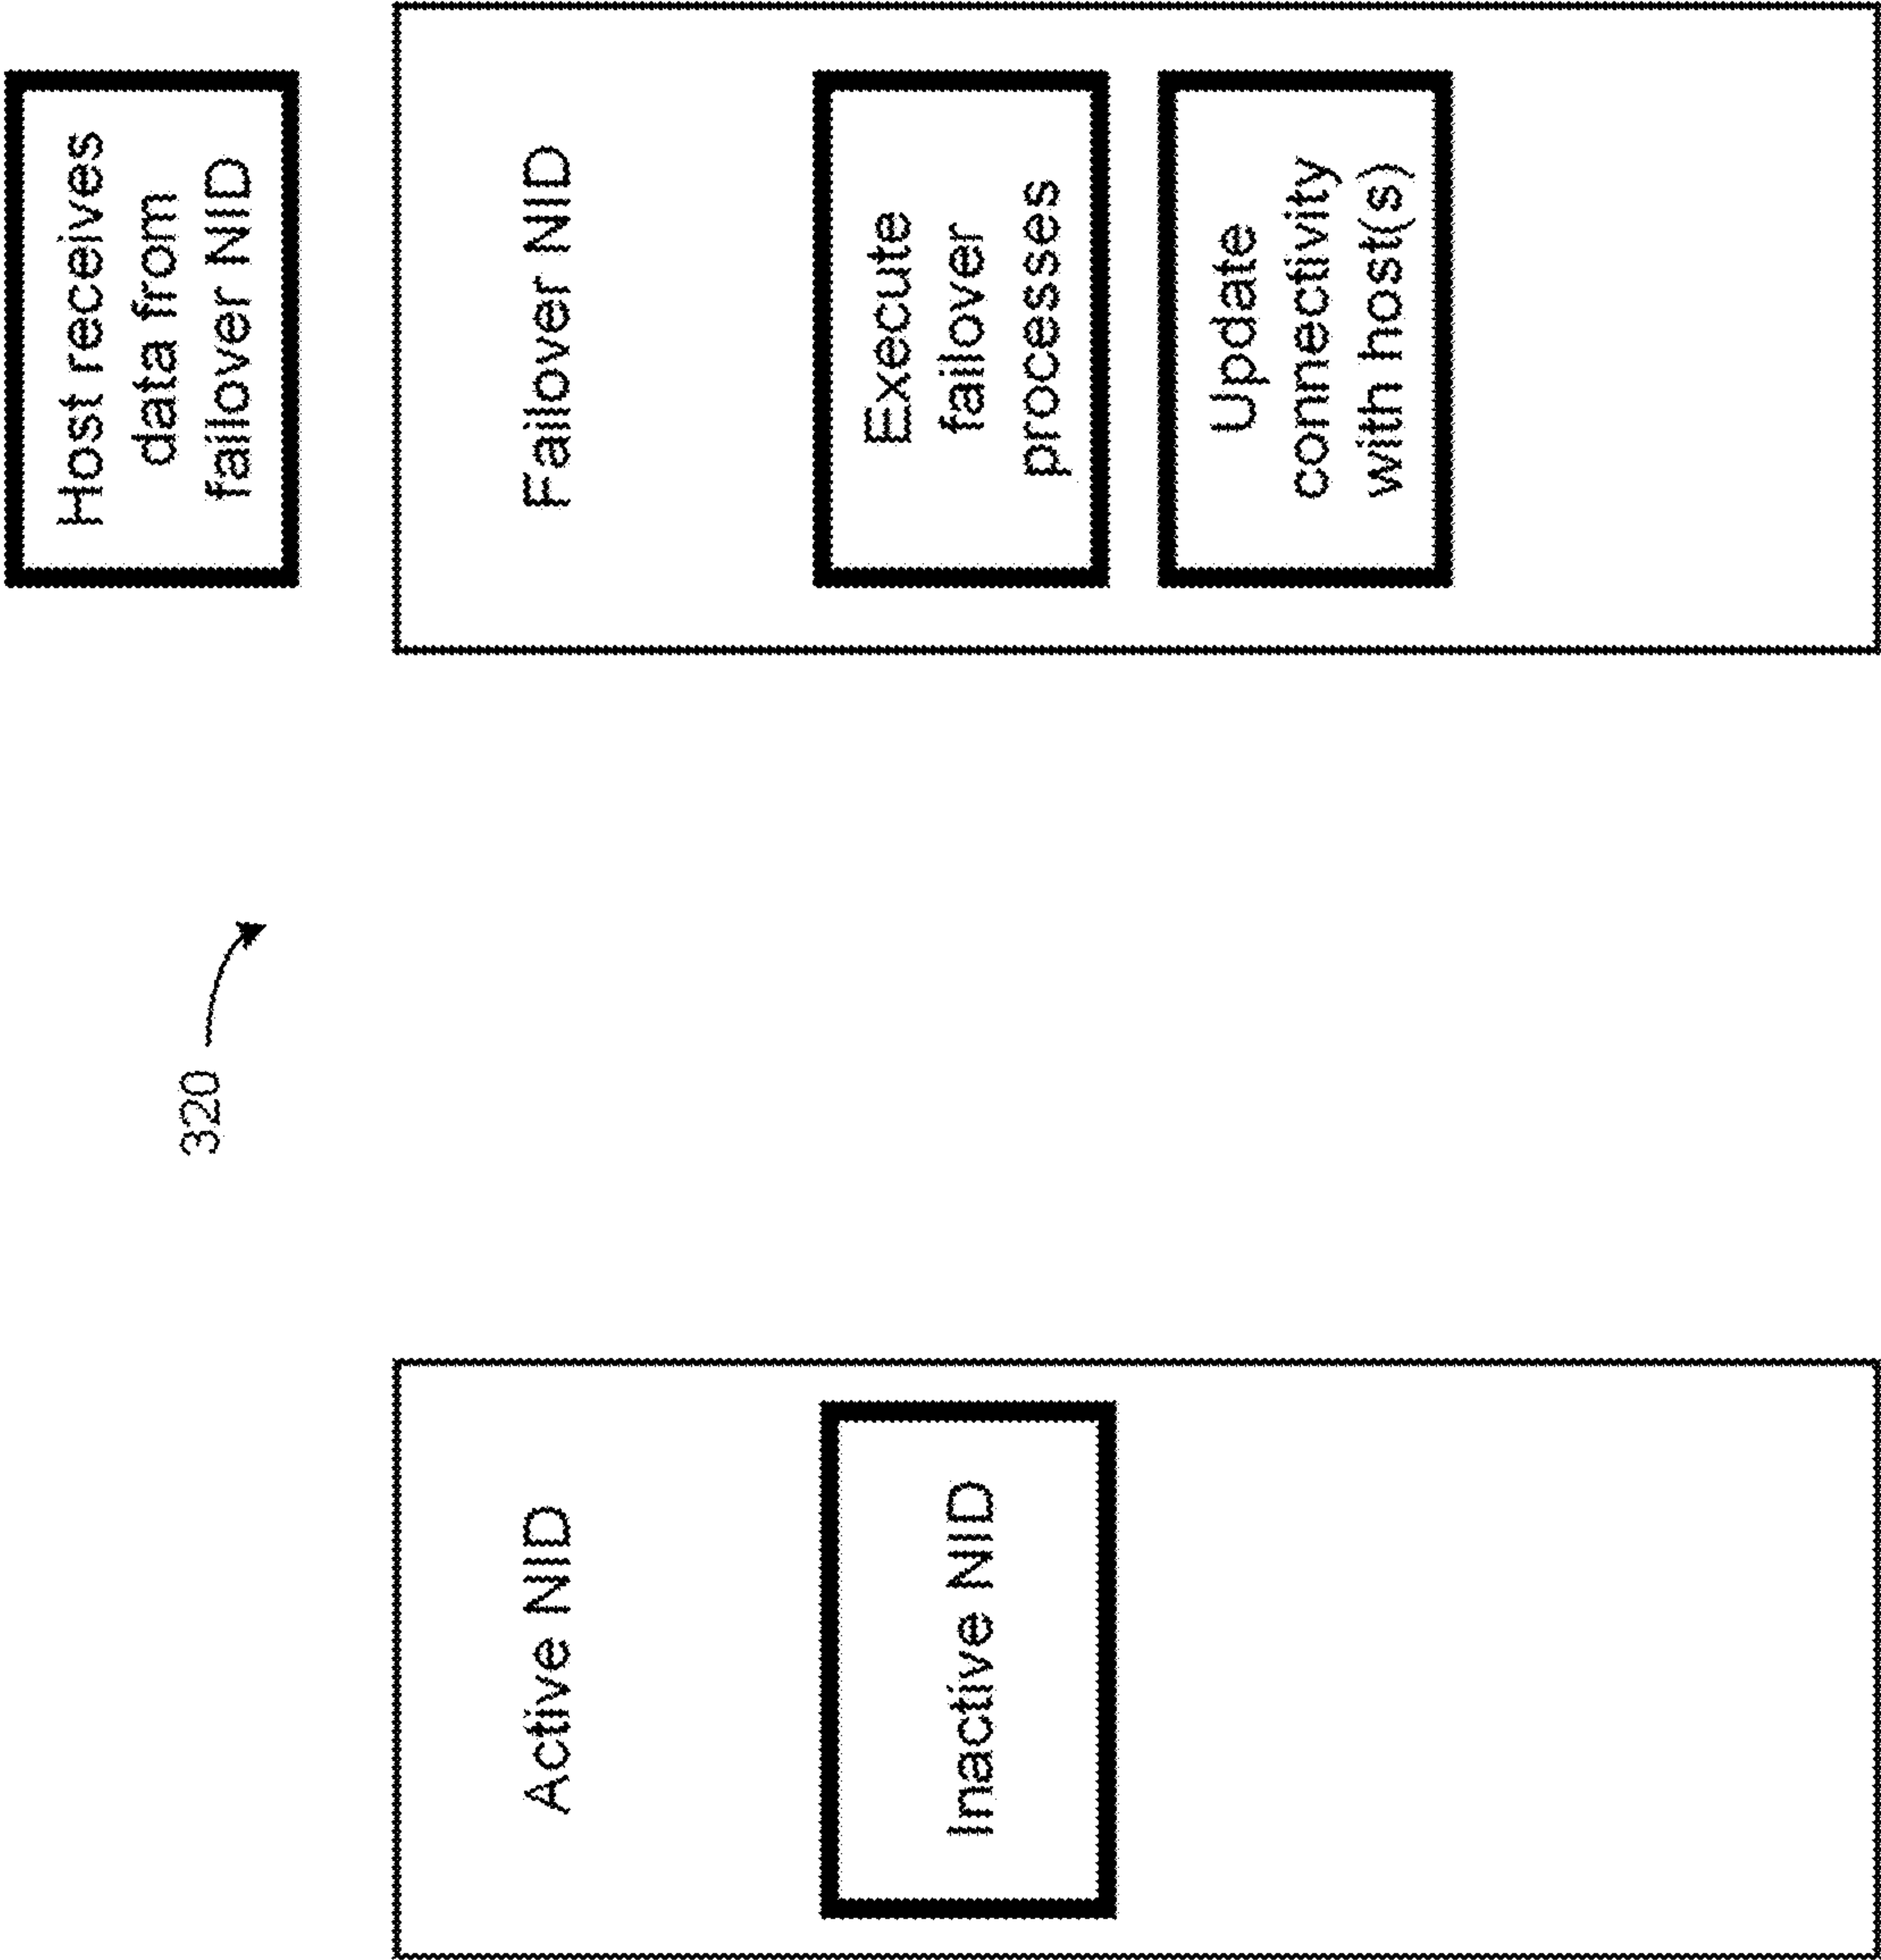 Host receives
data from
failover NID
320
Active NID
Inactive NID
Failover NID
Execute
failover
processes
Update
connectivity
with host(s)